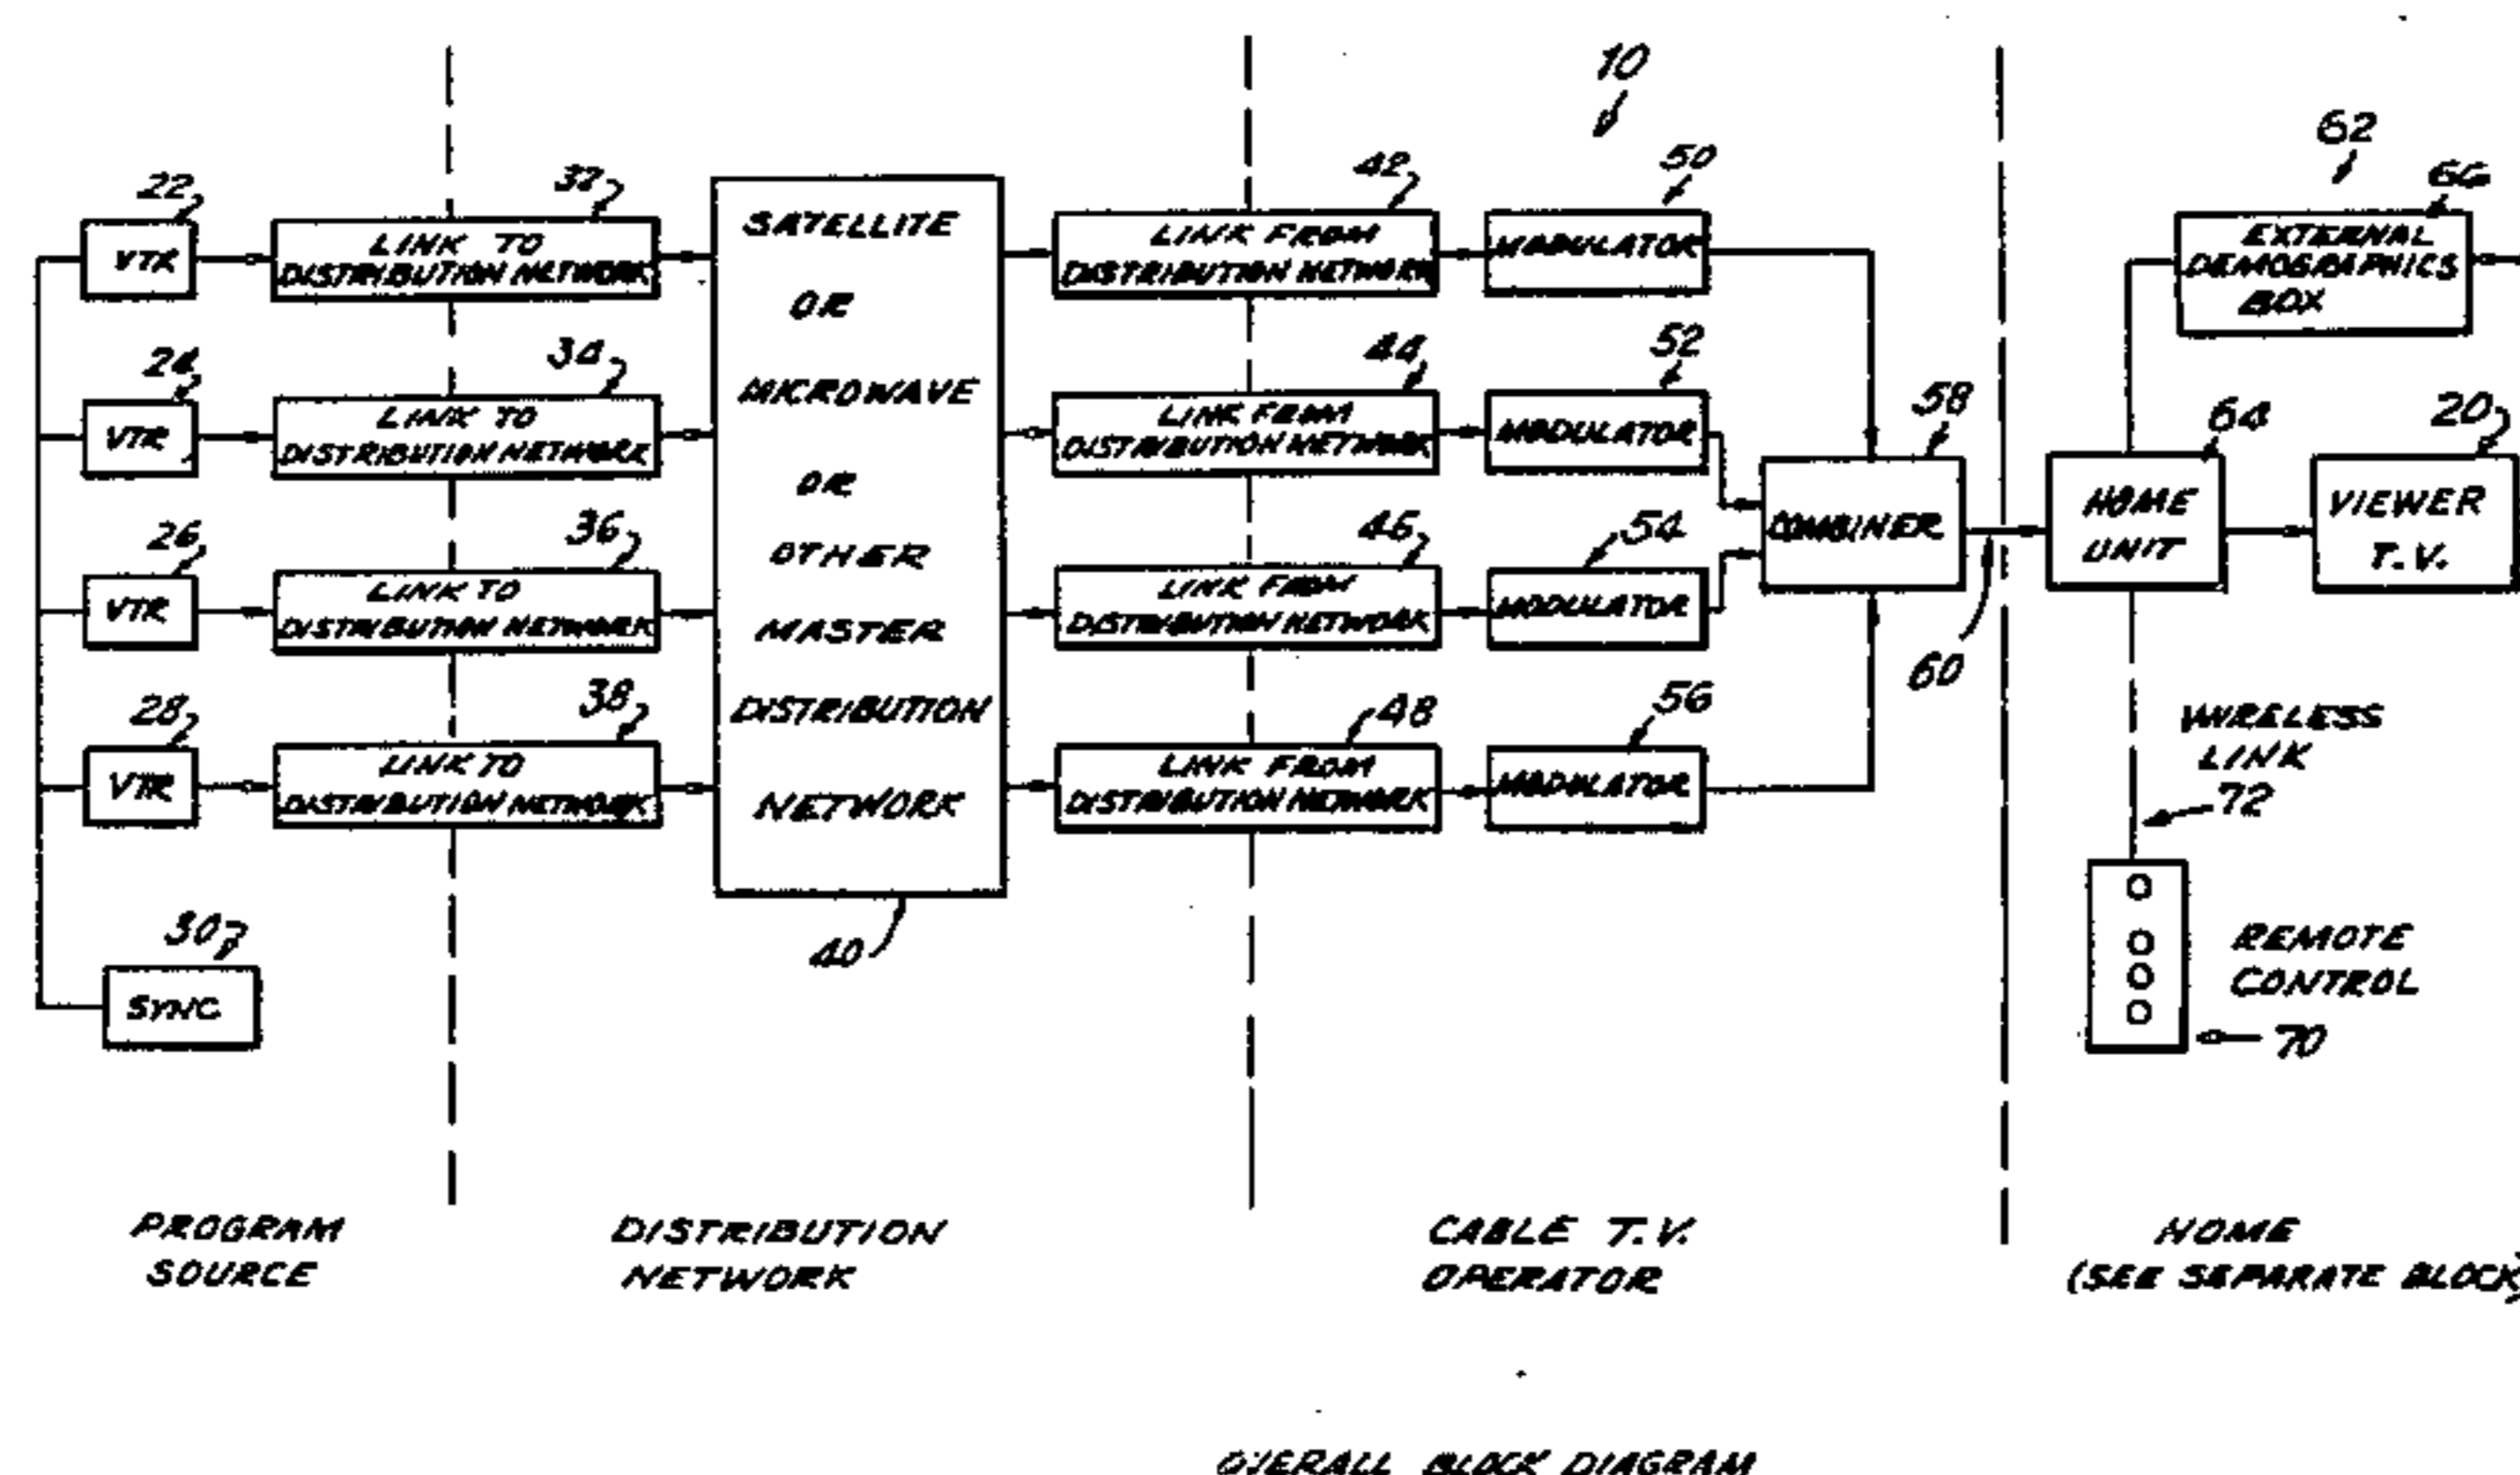 10
62
22
32
42
50
66
VTR
LINK TO
DISTRIBUTION NETWORK
SATELLITE
OR
MICROWAVE
OR
OTHER
MASTER
DISTRIBUTION
NETWORK
40
LINK FROM
DISTRIBUTION NETWORK
MODULATOR
EXTERNAL
DEMOGRAPHICS
BOX
24
34
44
52
58
64
20
VTR
LINK TO
DISTRIBUTION NETWORK
LINK FROM
DISTRIBUTION NETWORK
MODULATOR
COMBINER
HOME
UNIT
VIEWER
T.V.
26
36
46
54
60
VTR
LINK TO
DISTRIBUTION NETWORK
LINK FROM
DISTRIBUTION NETWORK
MODULATOR
28
38
48
56
VTR
LINK TO
DISTRIBUTION NETWORK
LINK FROM
DISTRIBUTION NETWORK
MODULATOR
WIRELESS
LINK
72
30
SYNC
REMOTE
CONTROL
70
PROGRAM
SOURCE
DISTRIBUTION
NETWORK
CABLE T.V.
OPERATOR
HOME
(SEE SEPARATE BLOCK
OVERALL BLOCK DIAGRAM